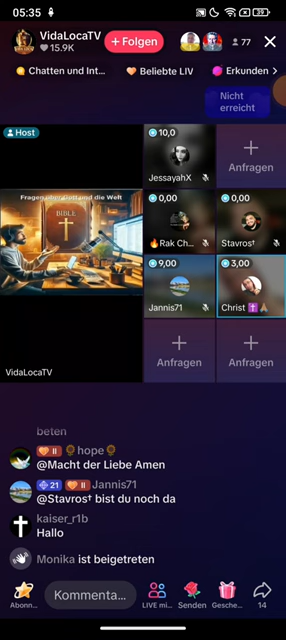 05:35
39
VidaLocaTV
15.9K
+ Folgen
77
Chatten und Int...
Beliebte LIV
Erkunden
Nicht
erreicht
Host
10,0
JessayahX
Anfragen
Fragen über Gott und die Welt
BIBLE
0,00
Rak Ch...
0,00
Stavros†
9,00
Jannis71
3,00
Christ
VidaLocaTV
Anfragen
Anfragen
beten
II hope
@Macht der Liebe Amen
21 II Jannis71
@Stavros† bist du noch da
kaiser_r1b
Hallo
Monika ist beigetreten
Abonn...
Kommenta...
LIVE mi...
Senden
Gesche...
14